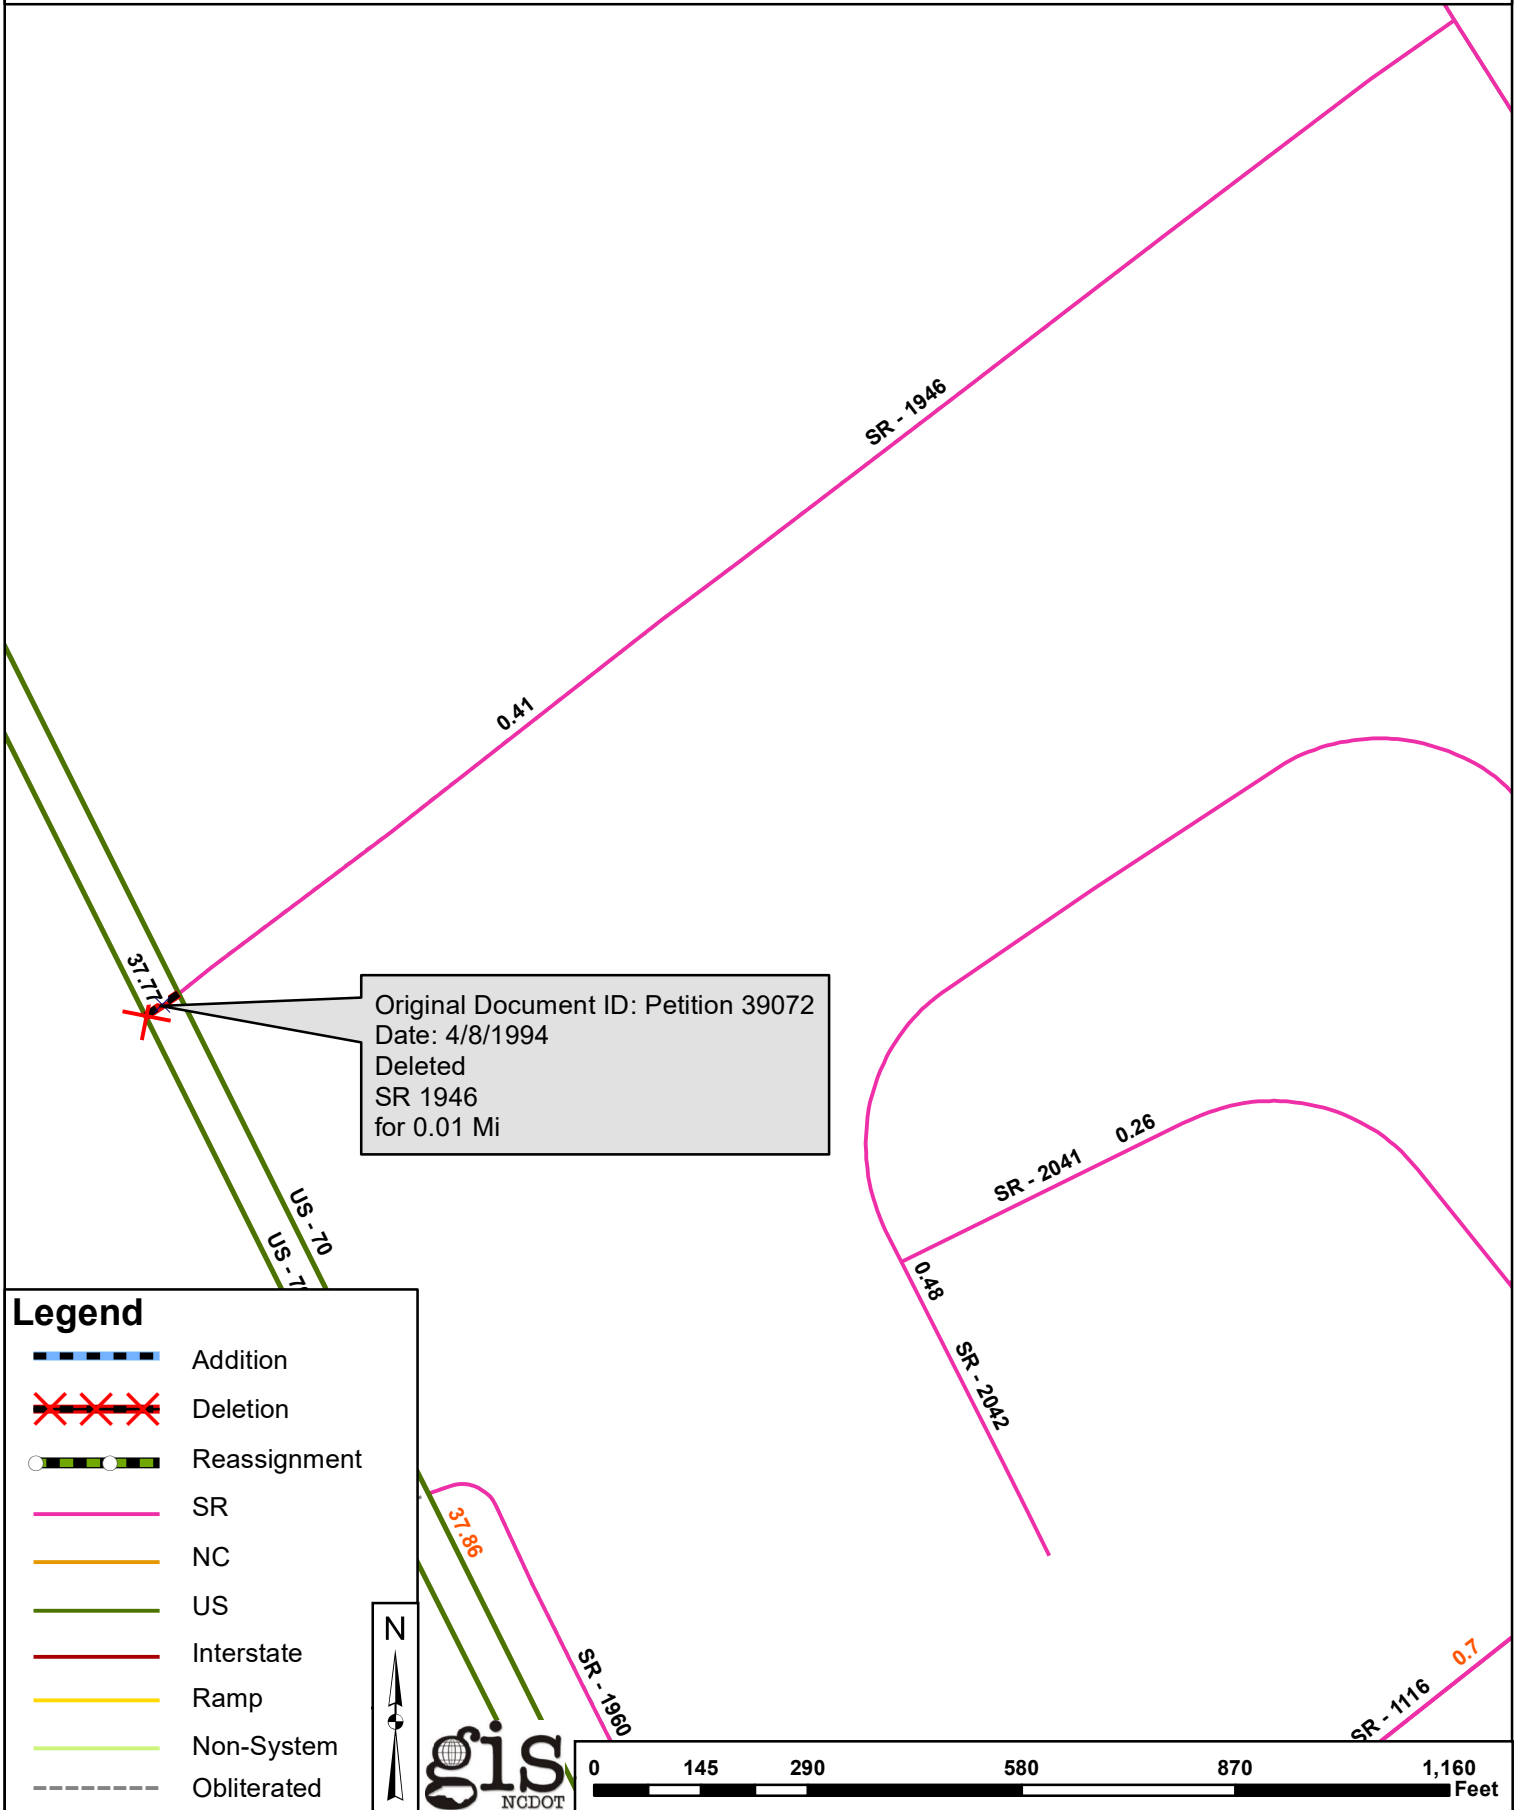 SR - 1946
0.41
37.77
Original Document ID: Petition 39072
Date: 4/8/1994
Deleted
SR 1946
for 0.01 Mi
0.26
SR - 2041
US - 70
US - 70
0.48
SR - 2042
Legend
Addition
Deletion
Reassignment
SR
NC
US
Interstate
Ramp
Non-System
Obliterated
N
37.86
SR - 1960
0.7
SR - 1116
gis
NCDOT
0 145 290 580 870 1,160
Feet